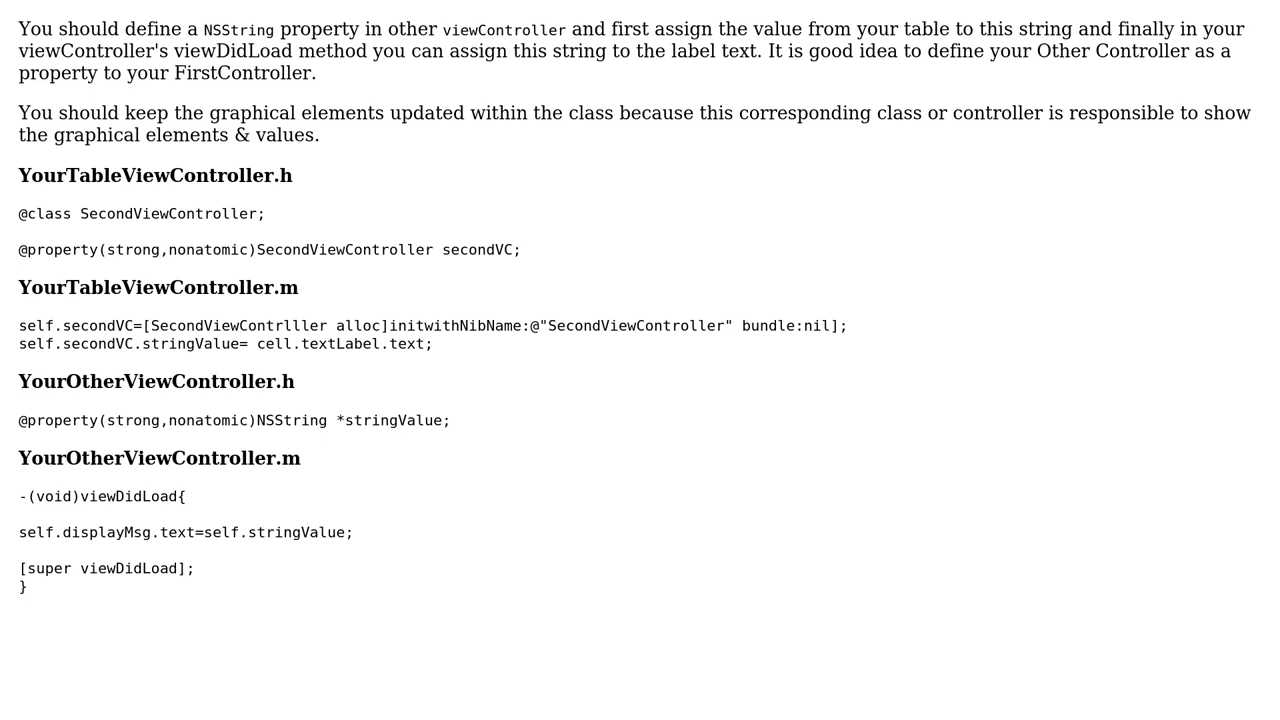 You should define a NSString property in other viewController and first assign the value from your table to this string and finally in your
viewController's viewDidLoad method you can assign this string to the label text. It is good idea to define your Other Controller as a
property to your FirstController.
You should keep the graphical elements updated within the class because this corresponding class or controller is responsible to show
the graphical elements & values.
YourTableViewController.h
@class SecondViewController;
@property(strong,nonatomic)SecondViewController secondVC;
YourTableViewController.m
self.secondVC=[SecondViewContrlller alloc]initwithNibName:@"SecondViewController" bundle:nil];
self.secondVC.stringValue= cell.textLabel.text;
YourOtherViewController.h
@property(strong,nonatomic)NSString *stringValue;
YourOtherViewController.m
-(void)viewDidLoad{
self.displayMsg.text=self.stringValue;
[super viewDidLoad];
}